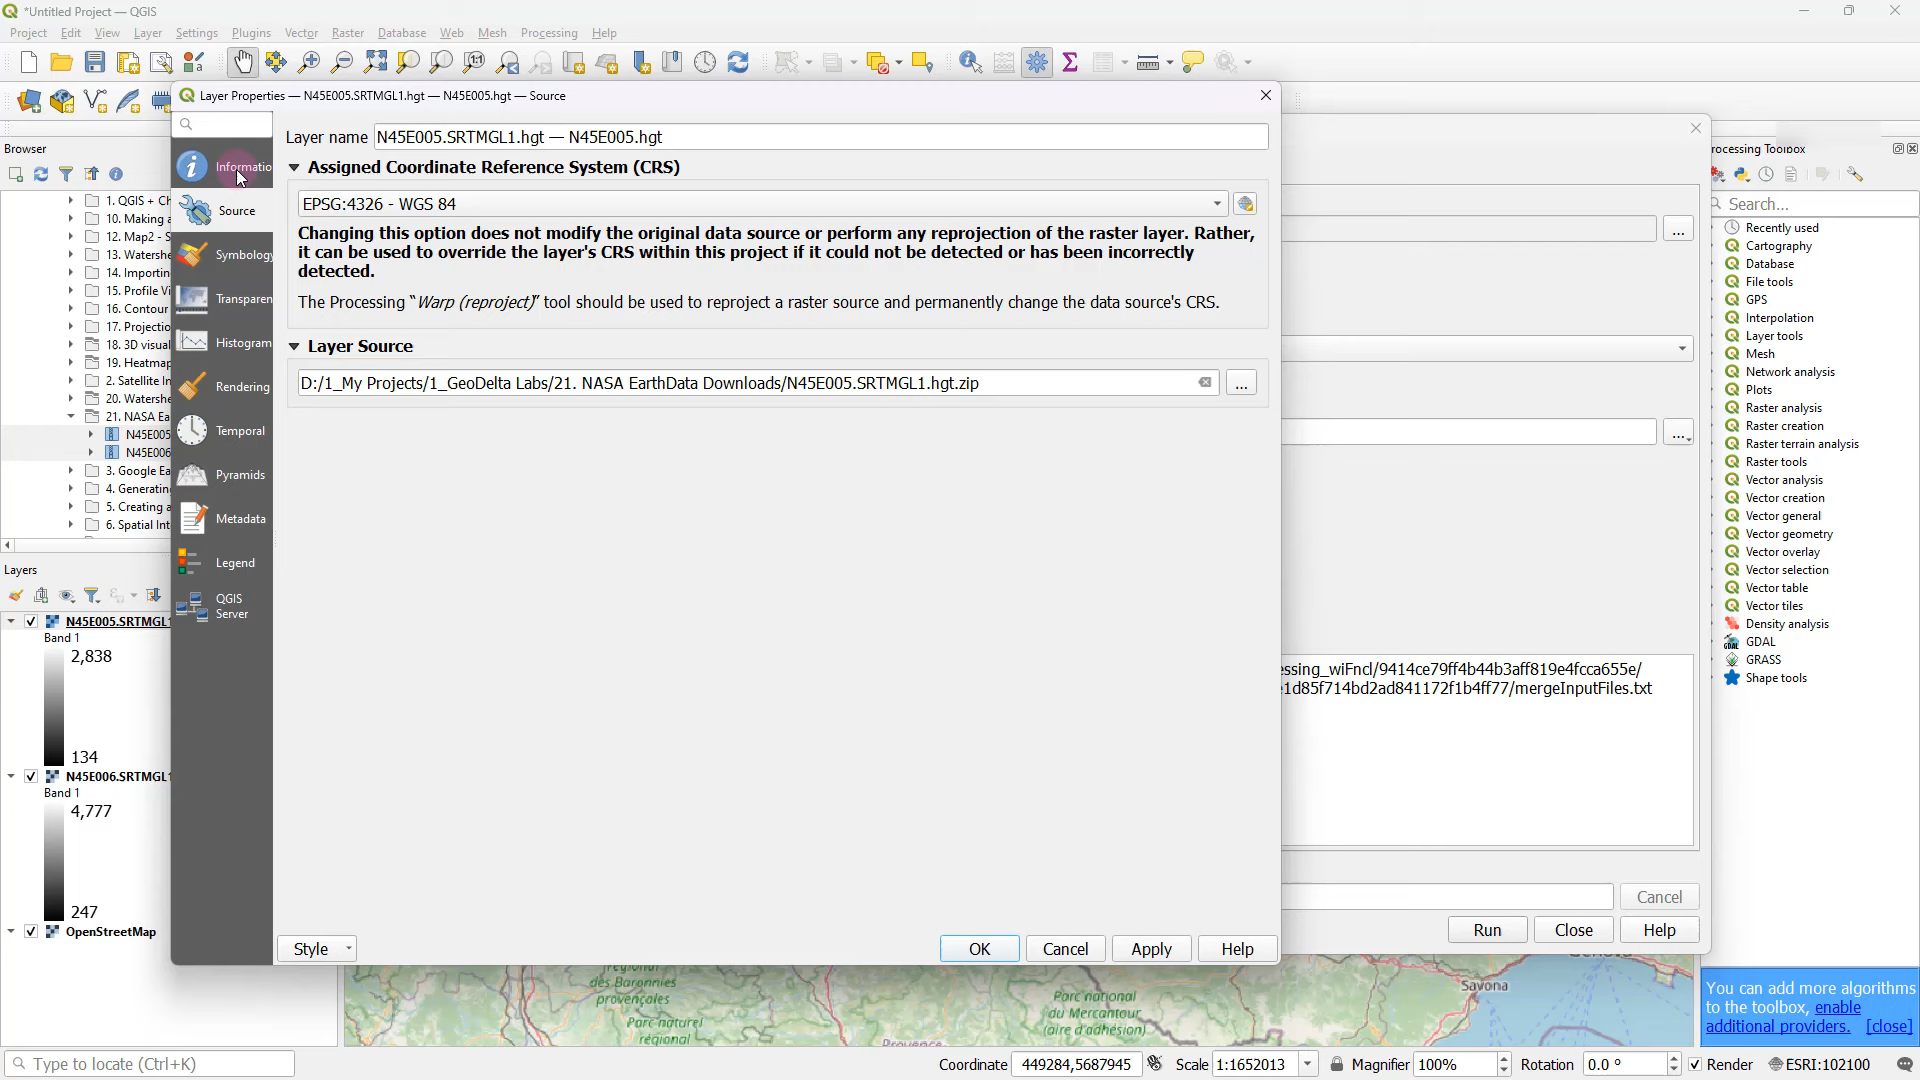 *Untitled Project — QGIS
Project Edit View Layer Settings Plugins Vector Raster Database Web Mesh Processing Help
Layer Properties — N45E005.SRTMGL1.hgt — N45E005.hgt — Source
Layer name N45E005.SRTMGL1.hgt — N45E005.hgt
Assigned Coordinate Reference System (CRS)
EPSG:4326 - WGS 84
Changing this option does not modify the original data source or perform any reprojection of the raster layer. Rather,
it can be used to override the layer's CRS within this project if it could not be detected or has been incorrectly
detected.
The Processing “Warp (reproject)” tool should be used to reproject a raster source and permanently change the data source's CRS.
Layer Source
D:/1_My Projects/1_GeoDelta Labs/21. NASA EarthData Downloads/N45E005.SRTMGL1.hgt.zip
...
Informatio
Source
Symbology
Transparen
Histogram
Rendering
Temporal
Pyramids
Metadata
Legend
QGIS
Server
Style
OK
Cancel
Apply
Help
Browser
1. QGIS + Ch
10. Making a
12. Map2 - S
13. Watershe
14. Importin
15. Profile Vi
16. Contour
17. Projectio
18. 3D visual
19. Heatmap
2. Satellite In
20. Watershe
21. NASA Ea
N45E005
N45E006
3. Google Ea
4. Generatin
5. Creating a
6. Spatial Int
Layers
N45E005.SRTMGL1
Band 1
2,838
134
N45E006.SRTMGL1
Band 1
4,777
247
OpenStreetMap
...
...
essing_wiFncl/9414ce79ff4b44b3aff819e4fcca655e/
1d85f714bd2ad841172f1b4ff77/mergeInputFiles.txt
Cancel
Run
Close
Help
rocessing Toolbox
Search...
Recently used
Cartography
Database
File tools
GPS
Interpolation
Layer tools
Mesh
Network analysis
Plots
Raster analysis
Raster creation
Raster terrain analysis
Raster tools
Vector analysis
Vector creation
Vector general
Vector geometry
Vector overlay
Vector selection
Vector table
Vector tiles
Density analysis
GDAL
GRASS
Shape tools
You can add more algorithms
to the toolbox, enable
additional providers. [close]
régional
des Baronnies
provençales
Parc naturel
régional
Parc national
du Mercantour
(aire d'adhésion)
Provence
Savona
Type to locate (Ctrl+K)
Coordinate 449284,5687945
Scale 1:1652013
Magnifier 100%
Rotation 0.0 °
Render
ESRI:102100